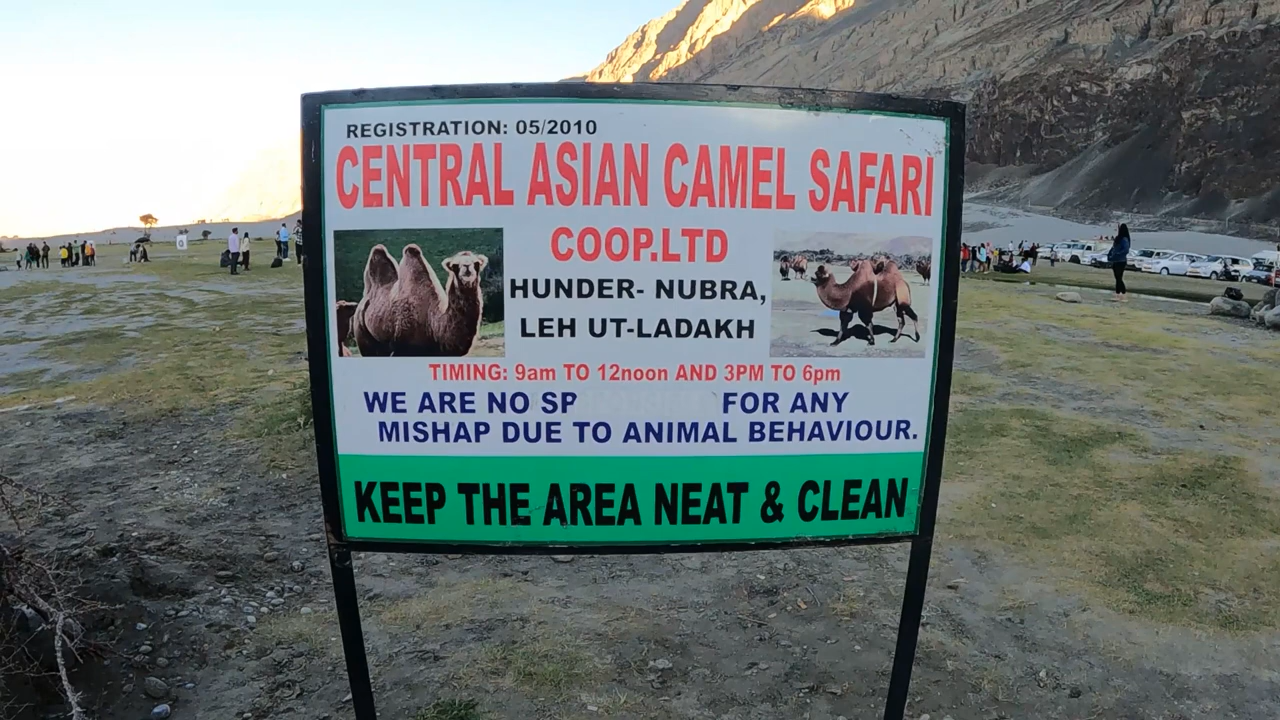 REGISTRATION: 05/2010
CENTRAL ASIAN CAMEL SAFARI
COOP.LTD
HUNDER- NUBRA,
LEH UT-LADAKH
TIMING: 9am TO 12noon AND 3PM TO 6pm
WE ARE NO SP FOR ANY
MISHAP DUE TO ANIMAL BEHAVIOUR.
KEEP THE AREA NEAT & CLEAN